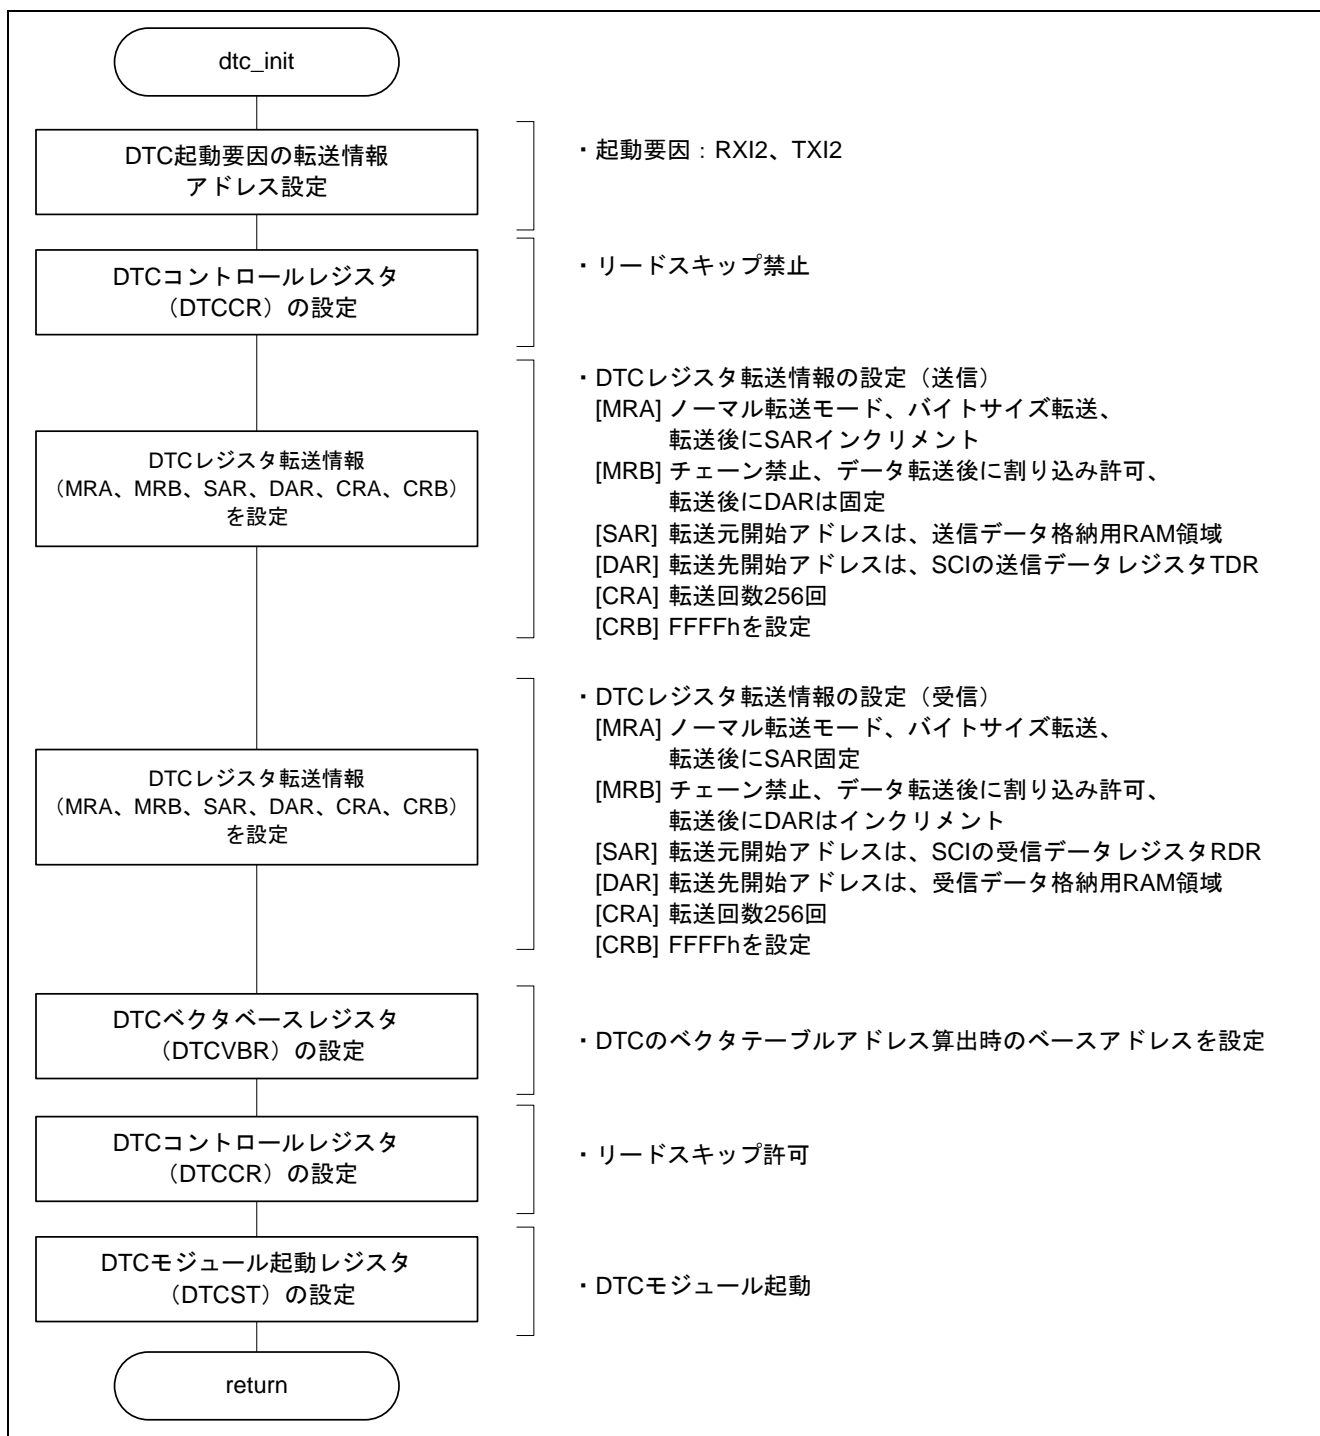 dtc_init
DTC起動要因の転送情報
アドレス設定
・起動要因：RXI2、TXI2
DTCコントロールレジスタ
（DTCCR）の設定
・リードスキップ禁止
DTCレジスタ転送情報
（MRA、MRB、SAR、DAR、CRA、CRB）
を設定
・DTCレジスタ転送情報の設定（送信）
[MRA] ノーマル転送モード、バイトサイズ転送、
転送後にSARインクリメント
[MRB] チェーン禁止、データ転送後に割り込み許可、
転送後にDARは固定
[SAR] 転送元開始アドレスは、送信データ格納用RAM領域
[DAR] 転送先開始アドレスは、SCIの送信データレジスタTDR
[CRA] 転送回数256回
[CRB] FFFFhを設定
DTCレジスタ転送情報
（MRA、MRB、SAR、DAR、CRA、CRB）
を設定
・DTCレジスタ転送情報の設定（受信）
[MRA] ノーマル転送モード、バイトサイズ転送、
転送後にSAR固定
[MRB] チェーン禁止、データ転送後に割り込み許可、
転送後にDARはインクリメント
[SAR] 転送元開始アドレスは、SCIの受信データレジスタRDR
[DAR] 転送先開始アドレスは、受信データ格納用RAM領域
[CRA] 転送回数256回
[CRB] FFFFhを設定
DTCベクタベースレジスタ
（DTCVBR）の設定
・DTCのベクタテーブルアドレス算出時のベースアドレスを設定
DTCコントロールレジスタ
（DTCCR）の設定
・リードスキップ許可
DTCモジュール起動レジスタ
（DTCST）の設定
・DTCモジュール起動
return